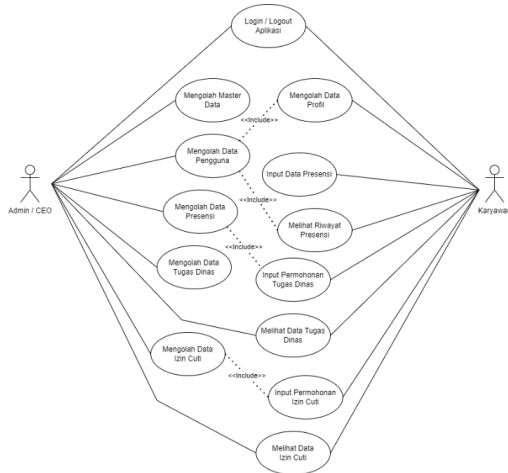 Login / Logout
Aplikasi
Mengolah Master
Data
Mengolah Data
Profil
<<Include>>
Mengolah Data
Pengguna
Input Data Presensi
Admin / CEO
Karyawan
<<Include>>
Mengolah Data
Presensi
Melihat Riwayat
Presensi
<<Include>>
Mengolah Data
Tugas Dinas
Input Permohonan
Tugas Dinas
Melihat Data Tugas
Dinas
Mengolah Data
Izin Cuti
<<Include>>
Input Permohonan
Izin Cuti
Melihat Data
Izin Cuti